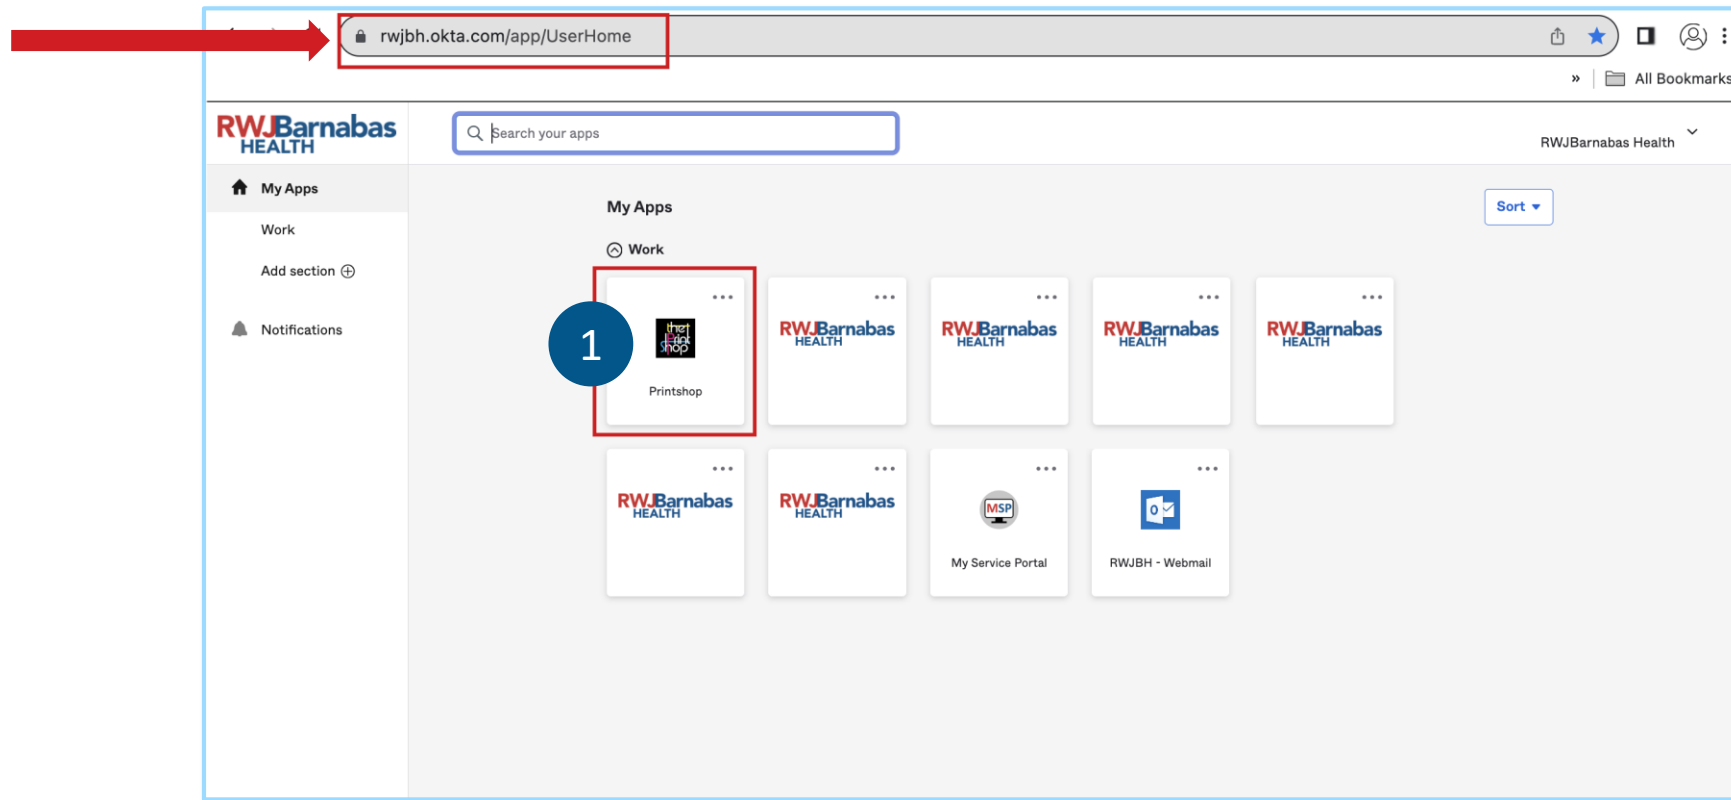 rwjbh.okta.com/app/UserHome
» All Bookmarks
RWJBarnabas
HEALTH
Search your apps
RWJBarnabas Health
My Apps
Work
Add section
Notifications
My Apps
Sort
Work
1
the
Print
Shop
Printshop
RWJBarnabas
HEALTH
RWJBarnabas
HEALTH
RWJBarnabas
HEALTH
RWJBarnabas
HEALTH
RWJBarnabas
HEALTH
RWJBarnabas
HEALTH
MSP
My Service Portal
O
RWJBH - Webmail